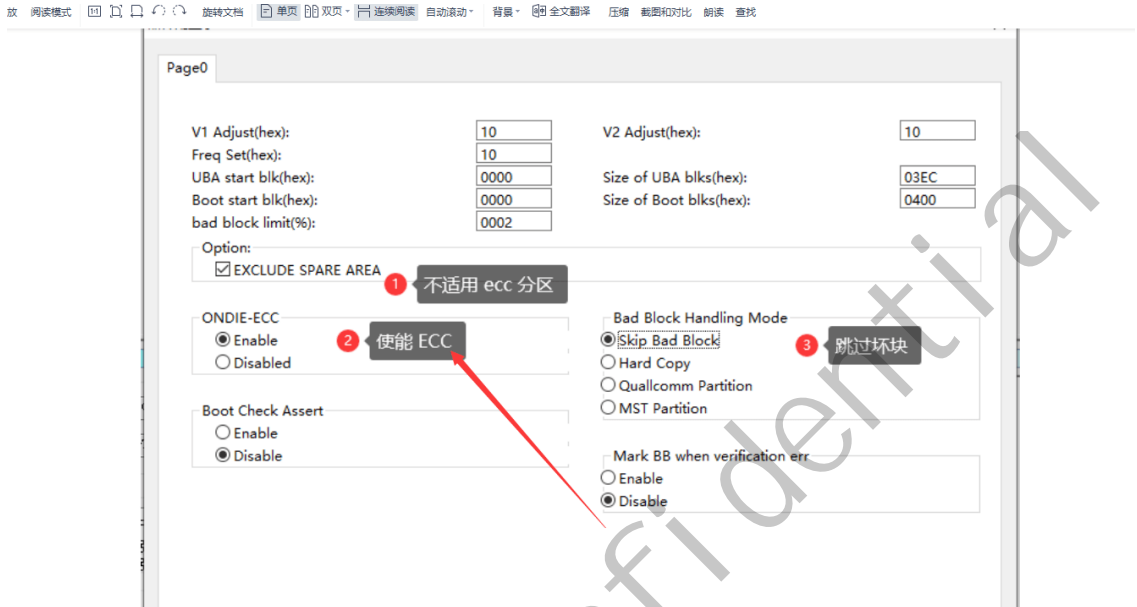 放 阅读模式 1:1 旋转文档 单页 双页 连续阅读 自动滚动 背景 全文翻译 压缩 截图和对比 朗读 查找
Page0
V1 Adjust(hex): 10 V2 Adjust(hex): 10
Freq Set(hex): 10
UBA start blk(hex): 0000 Size of UBA blks(hex): 03EC
Boot start blk(hex): 0000 Size of Boot blks(hex): 0400
bad block limit(%): 0002
Option:
EXCLUDE SPARE AREA
1 不适用 ecc 分区
ONDIE-ECC
Enable
2 使能 ECC
Disabled
Bad Block Handling Mode
Skip Bad Block
3 跳过坏块
Hard Copy
Quallcomm Partition
MST Partition
Boot Check Assert
Enable
Disable
Mark BB when verification err
Enable
Disable
fidential